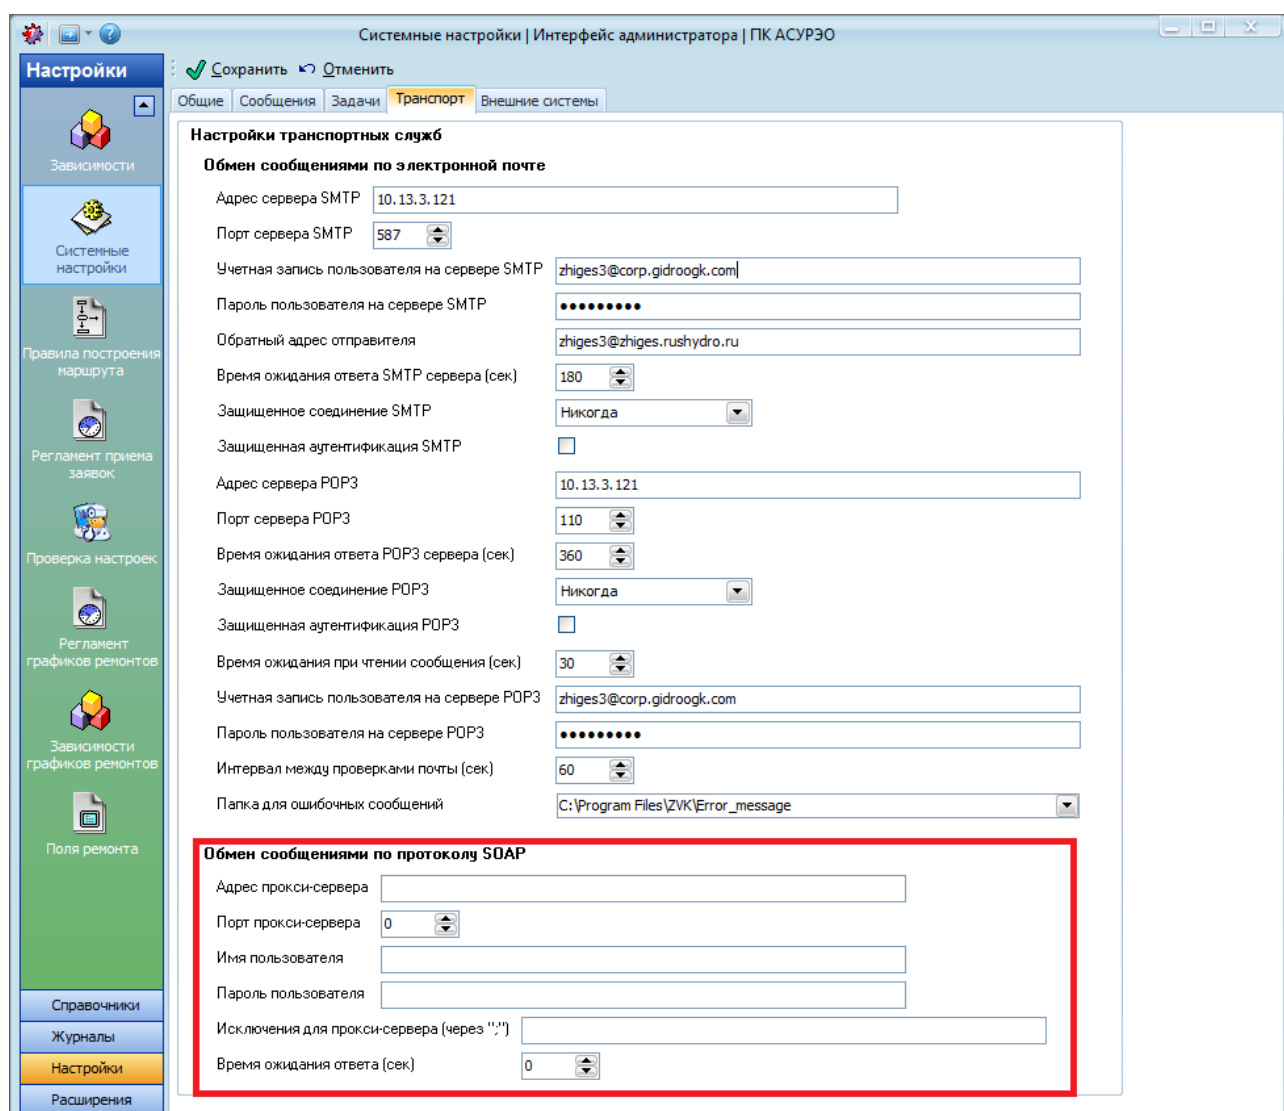 Системные настройки | Интерфейс администратора | ПК АСУРЭО
Настройки
Сохранить Отменить
Общие Сообщения Задачи Транспорт Внешние системы
Зависимости
Системные
настройки
Правила построения
маршрута
Регламент приема
заявок
Проверка настроек
Регламент
графиков ремонтов
Зависимости
графиков ремонтов
Поля ремонта
Справочники
Журналы
Настройки
Расширения
Настройки транспортных служб
Обмен сообщениями по электронной почте
Адрес сервера SMTP 10.13.3.121
Порт сервера SMTP 587
Учетная запись пользователя на сервере SMTP zhiges3@corp.gidroogk.com
Пароль пользователя на сервере SMTP •••••••••
Обратный адрес отправителя zhiges3@zhiges.rushydro.ru
Время ожидания ответа SMTP сервера (сек) 180
Защищенное соединение SMTP Никогда
Защищенная аутентификация SMTP
Адрес сервера POP3 10.13.3.121
Порт сервера POP3 110
Время ожидания ответа POP3 сервера (сек) 360
Защищенное соединение POP3 Никогда
Защищенная аутентификация POP3
Время ожидания при чтении сообщения (сек) 30
Учетная запись пользователя на сервере POP3 zhiges3@corp.gidroogk.com
Пароль пользователя на сервере POP3 •••••••••
Интервал между проверками почты (сек) 60
Папка для ошибочных сообщений C:\Program Files\ZVK\Error_message
Обмен сообщениями по протоколу SOAP
Адрес прокси-сервера
Порт прокси-сервера 0
Имя пользователя
Пароль пользователя
Исключения для прокси-сервера (через ";")
Время ожидания ответа (сек) 0